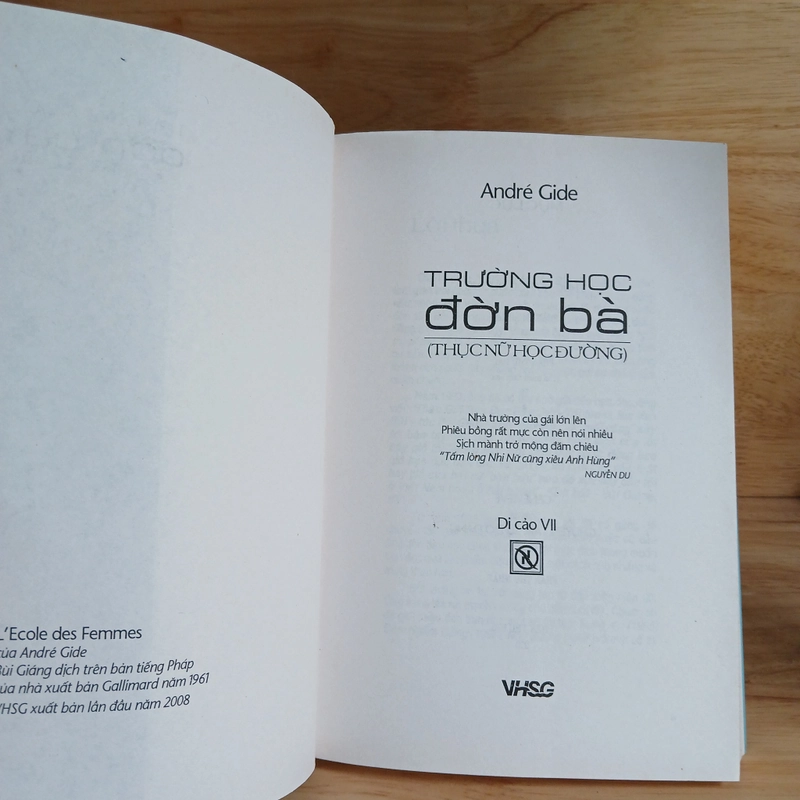 L'Ecole des Femmes
của André Gide
Bùi Giáng dịch trên bản tiếng Pháp
của nhà xuất bản Gallimard năm 1961
VHSG xuất bản lần đầu năm 2008
André Gide
TRƯỜNG HỌC
đờn bà
(THỤC NỮ HỌC ĐƯỜNG)
Nhà trường của gái lớn lên
Phiêu bồng rất mực còn nên nói nhiều
Sịch mành trở mộng đăm chiêu
"Tấm lòng Nhi Nữ cũng xiêu Anh Hùng"
NGUYỄN DU
Di cảo VII
N
VHSG